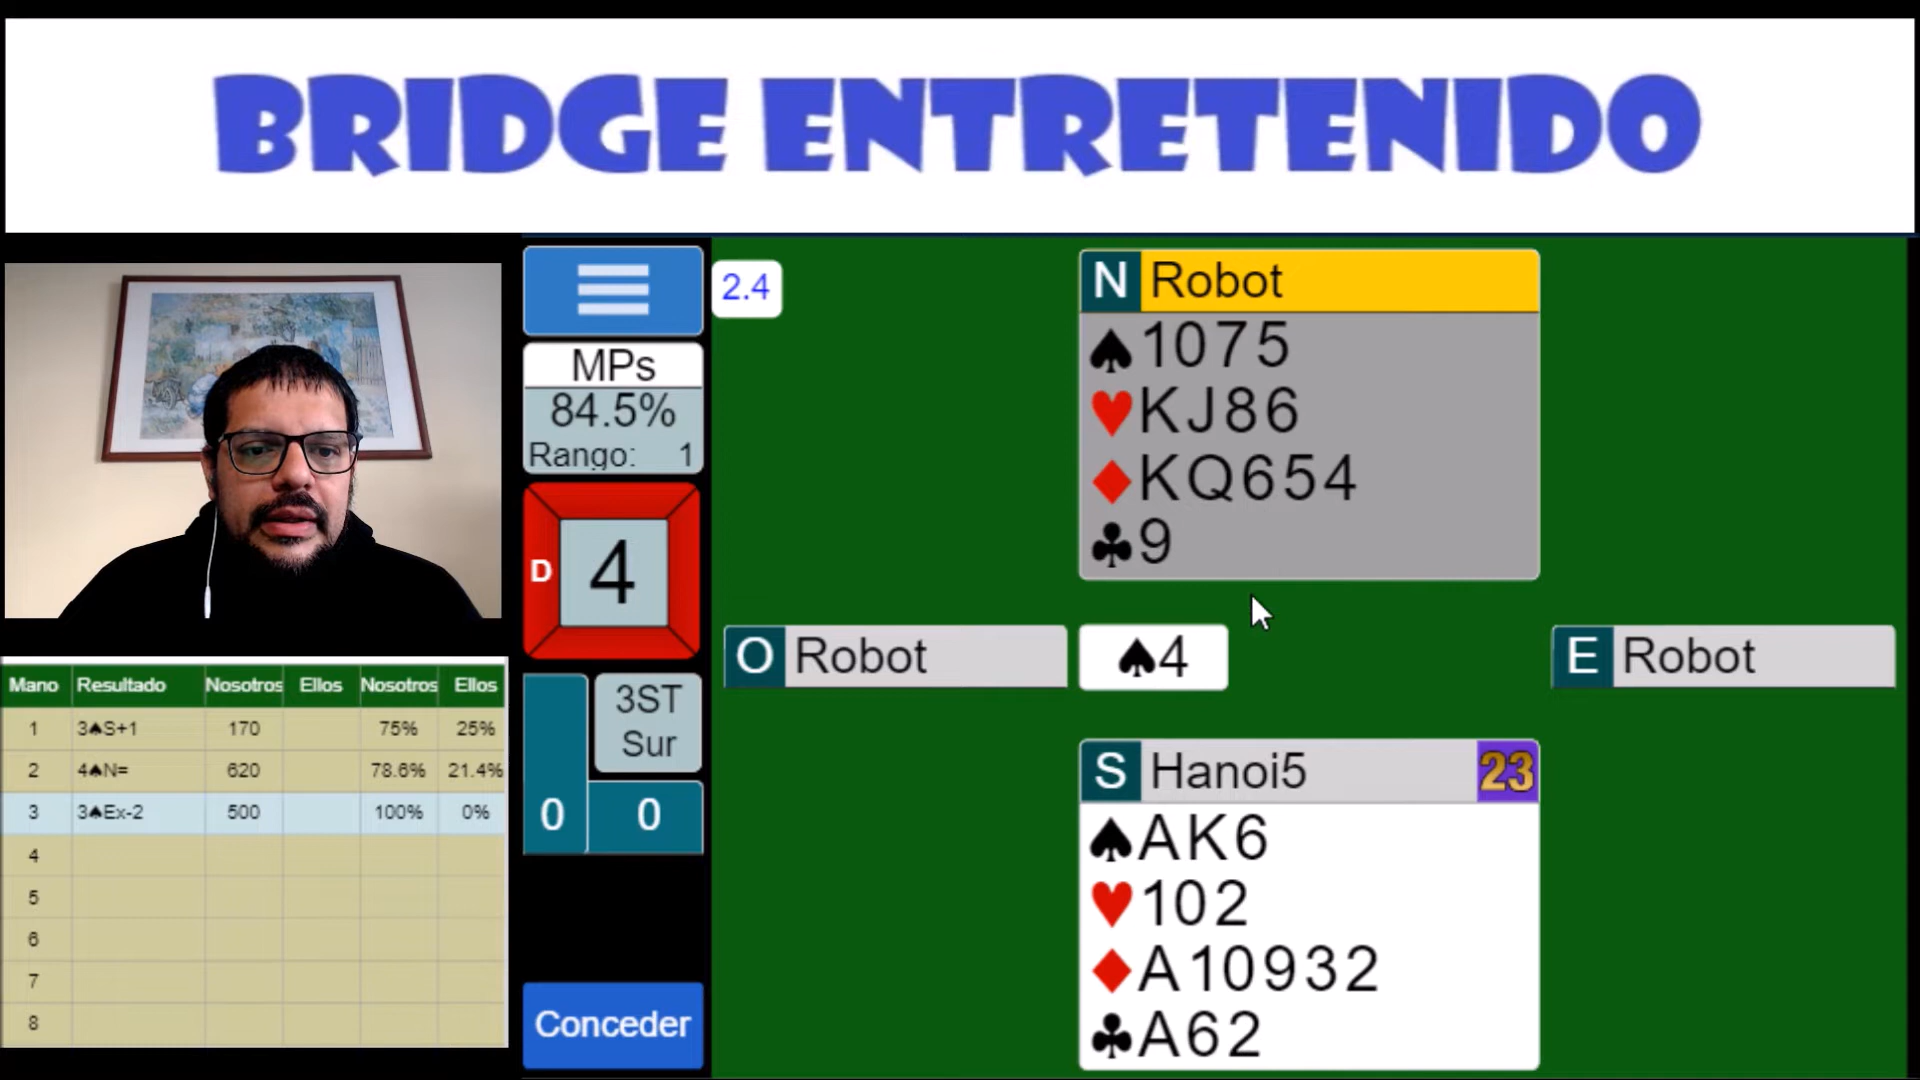 BRIDGE ENTRETENIDO
2.4
MPs
84.5%
Rango: 1
D 4
3ST
Sur
0 0
Conceder
N Robot
♠1075
♥KJ86
♦KQ654
♣9
O Robot
♠4
E Robot
S Hanoi5 23
♠AK6
♥102
♦A10932
♣A62
Mano Resultado Nosotros Ellos Nosotros Ellos
1 3♠S+1 170 75% 25%
2 4♠N= 620 78.6% 21.4%
3 3♠Ex-2 500 100% 0%
4
5
6
7
8